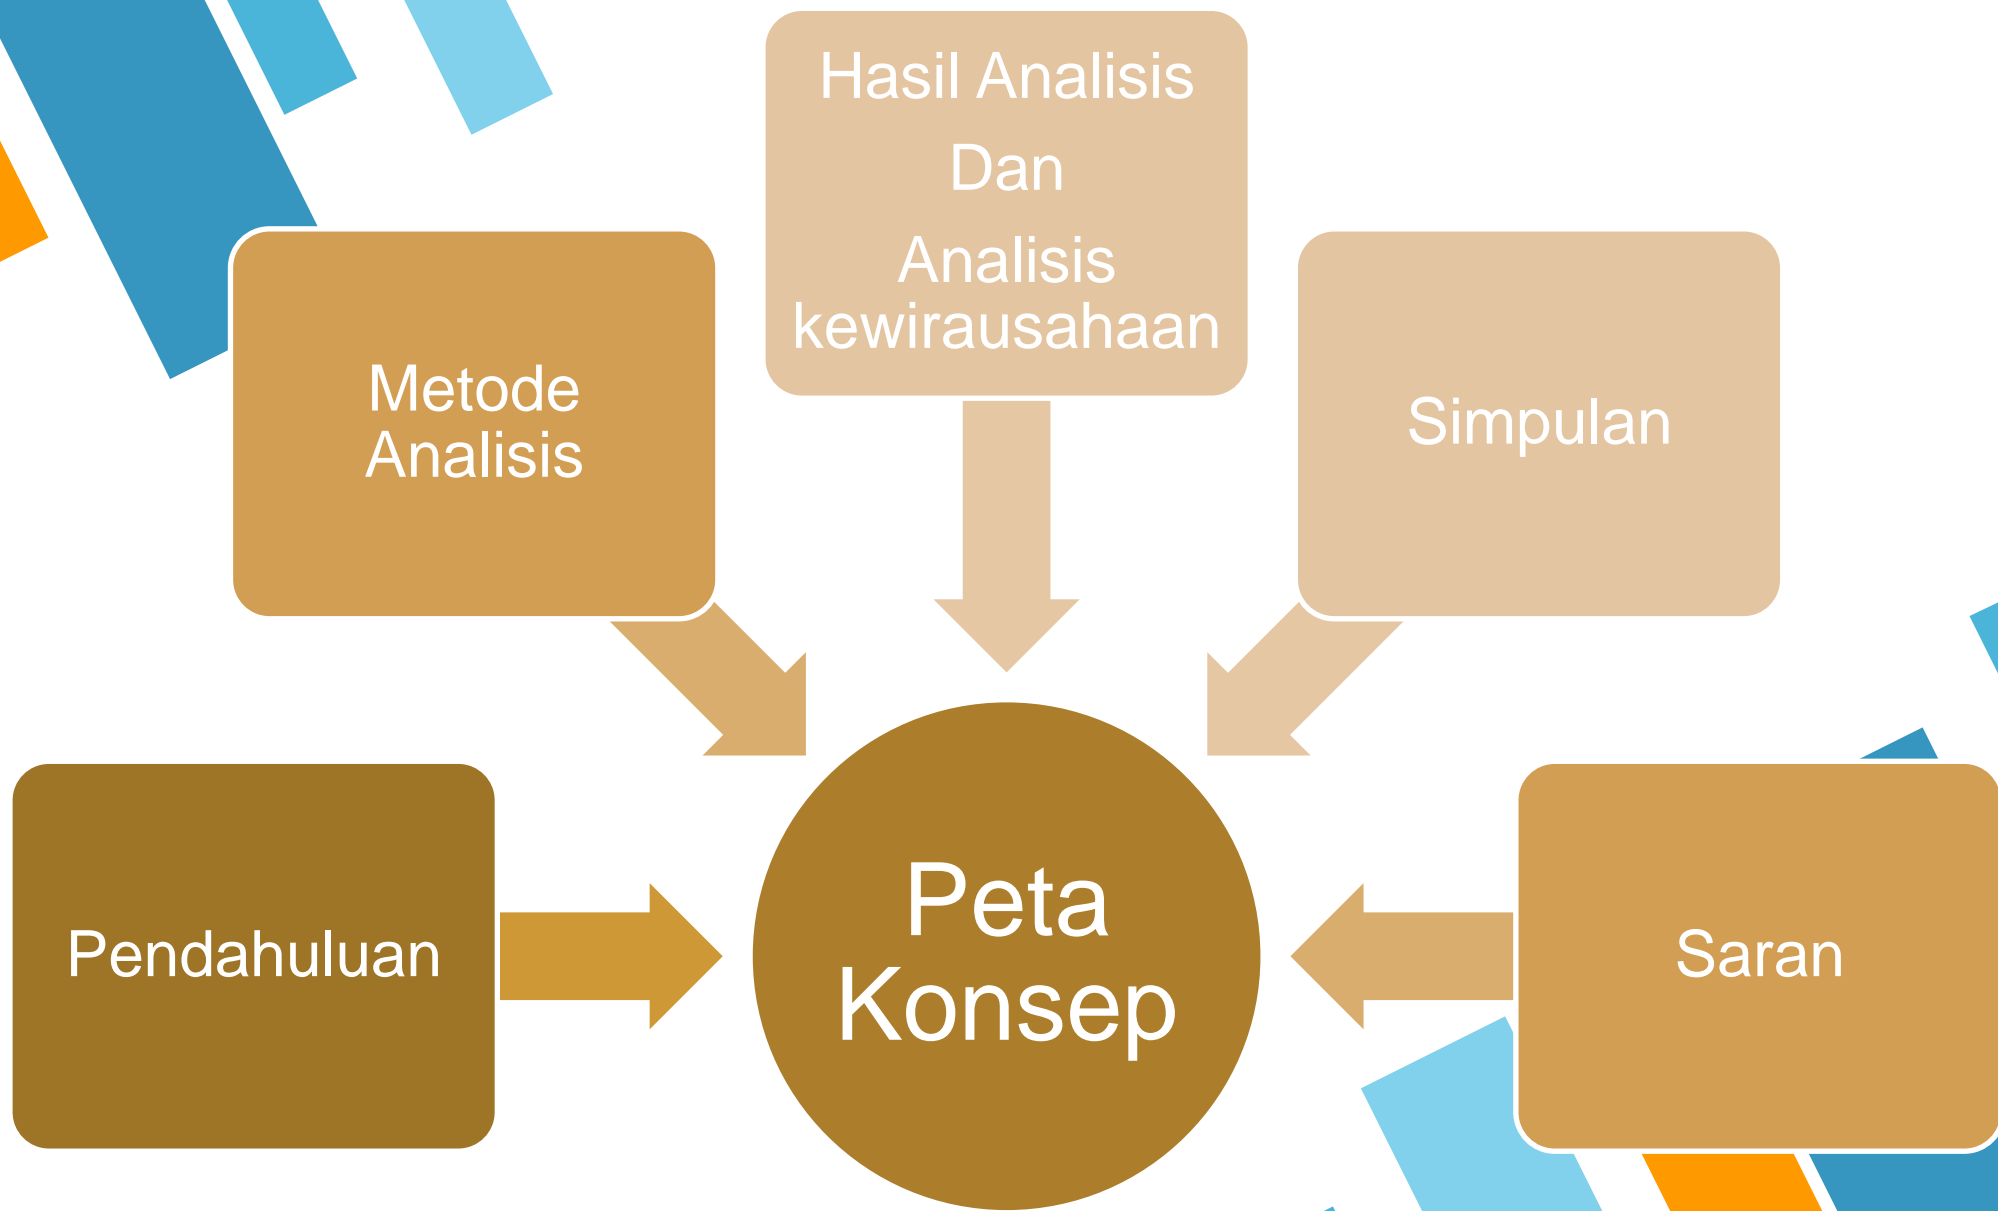 Pendahuluan
Metode
Analisis
Hasil Analisis
Dan
Analisis
kewirausahaan
Simpulan
Saran
Peta
Konsep